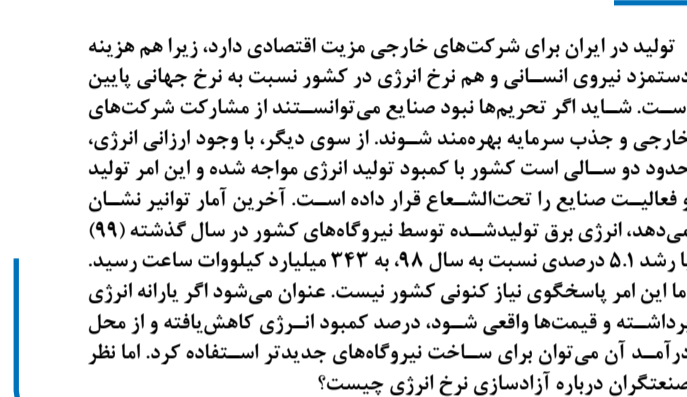 تولید در ایران برای شرکت‌های خارجی مزیت اقتصادی دارد، زیرا هم هزینه
دستمزد نیروی انسانی و هم نرخ انرژی در کشور نسبت به نرخ جهانی پایین
است. شاید اگر تحریم‌ها نبود صنایع می‌توانستند از مشارکت شرکت‌های
خارجی و جذب سرمایه بهره‌مند شوند. از سوی دیگر، با وجود ارزانی انرژی،
حدود دو سالی است کشور با کمبود تولید انرژی مواجه شده و این امر تولید
و فعالیت صنایع را تحت‌الشعاع قرار داده است. آخرین آمار توانیر نشان
می‌دهد، انرژی برق تولیدشده توسط نیروگاه‌های کشور در سال گذشته (۹۹)
با رشد ۵.۱ درصدی نسبت به سال ۹۸، به ۳۴۳ میلیارد کیلووات ساعت رسید.
اما این امر پاسخگوی نیاز کنونی کشور نیست. عنوان می‌شود اگر یارانه انرژی
برداشته و قیمت‌ها واقعی شود، درصد کمبود انرژی کاهش‌یافته و از محل
درآمد آن می‌توان برای ساخت نیروگاه‌های جدیدتر استفاده کرد. اما نظر
صنعتگران درباره آزادسازی نرخ انرژی چیست؟